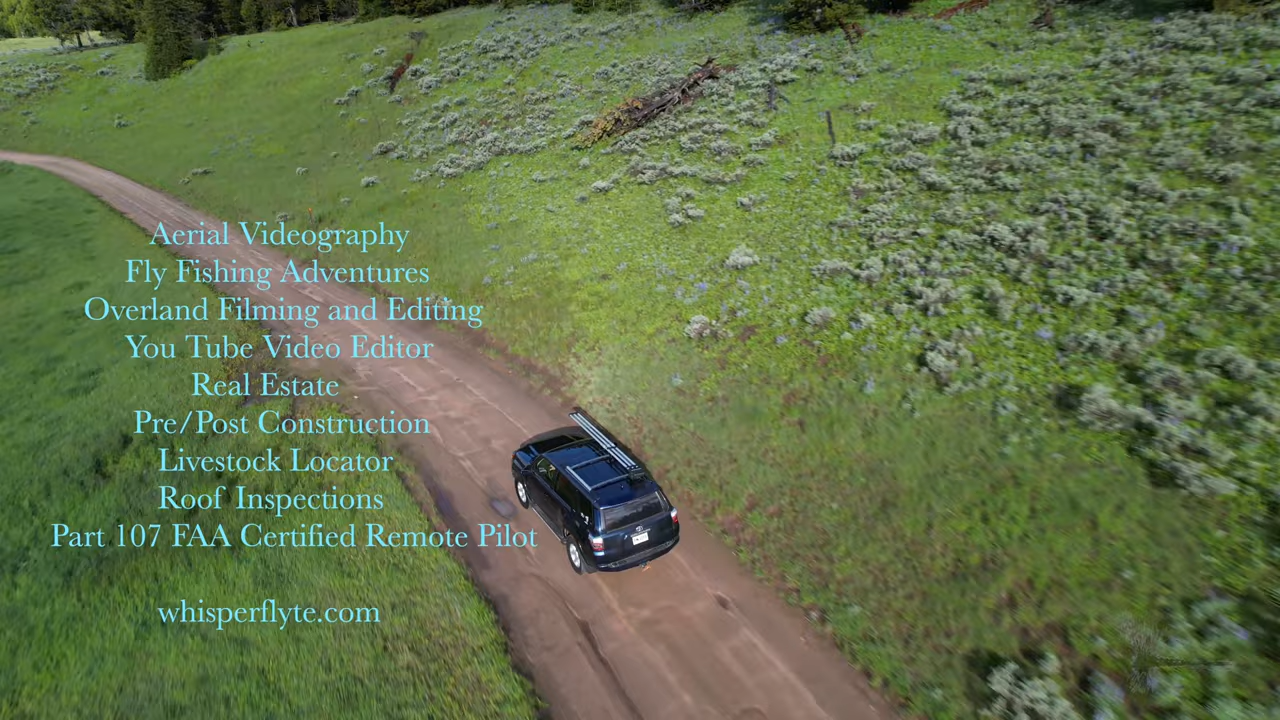 Aerial Videography
Fly Fishing Adventures
Overland Filming and Editing
You Tube Video Editor
Real Estate
Pre/Post Construction
Livestock Locator
Roof Inspections
Part 107 FAA Certified Remote Pilot
whisperflyte.com